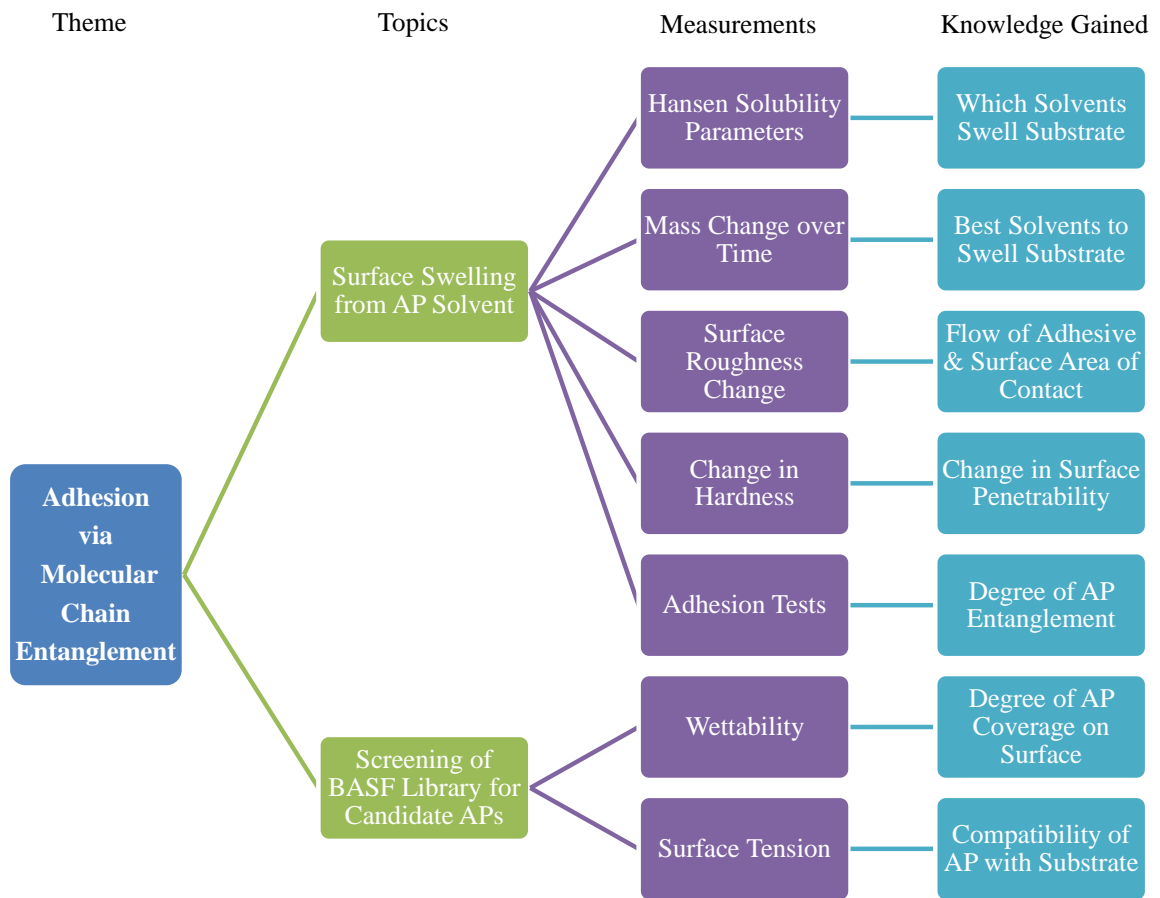 Theme
Topics
Measurements
Knowledge Gained
Hansen Solubility
Parameters
Which Solvents
Swell Substrate
Mass Change over
Time
Best Solvents to
Swell Substrate
Surface Swelling
from AP Solvent
Surface
Roughness
Change
Flow of Adhesive
& Surface Area of
Contact
Adhesion
via
Molecular
Chain
Entanglement
Change in
Hardness
Change in Surface
Penetrability
Adhesion Tests
Degree of AP
Entanglement
Screening of
BASF Library for
Candidate APs
Wettability
Degree of AP
Coverage on
Surface
Surface Tension
Compatibility of
AP with Substrate